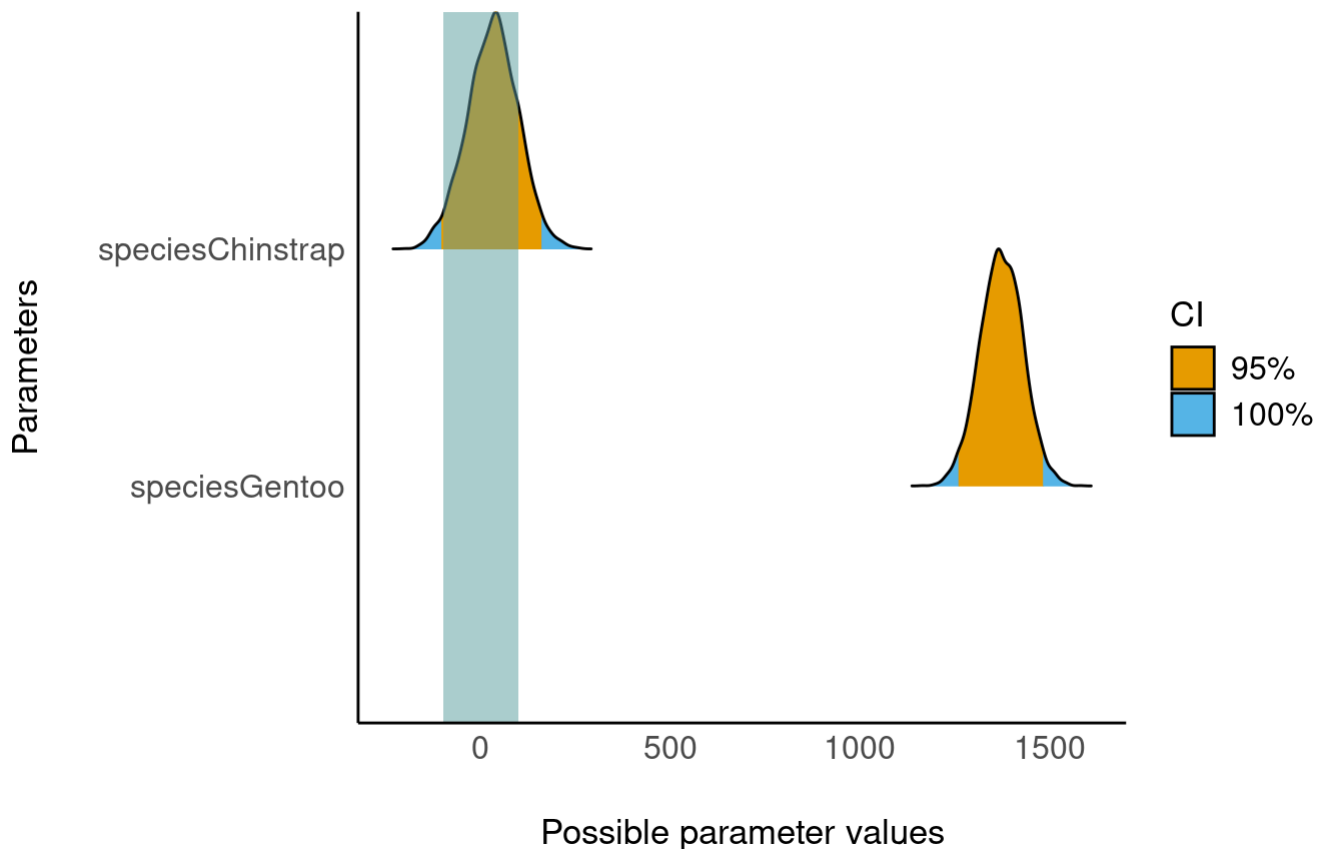 Parameters
speciesChinstrap
speciesGentoo
0 500 1000 1500
Possible parameter values
CI
95%
100%